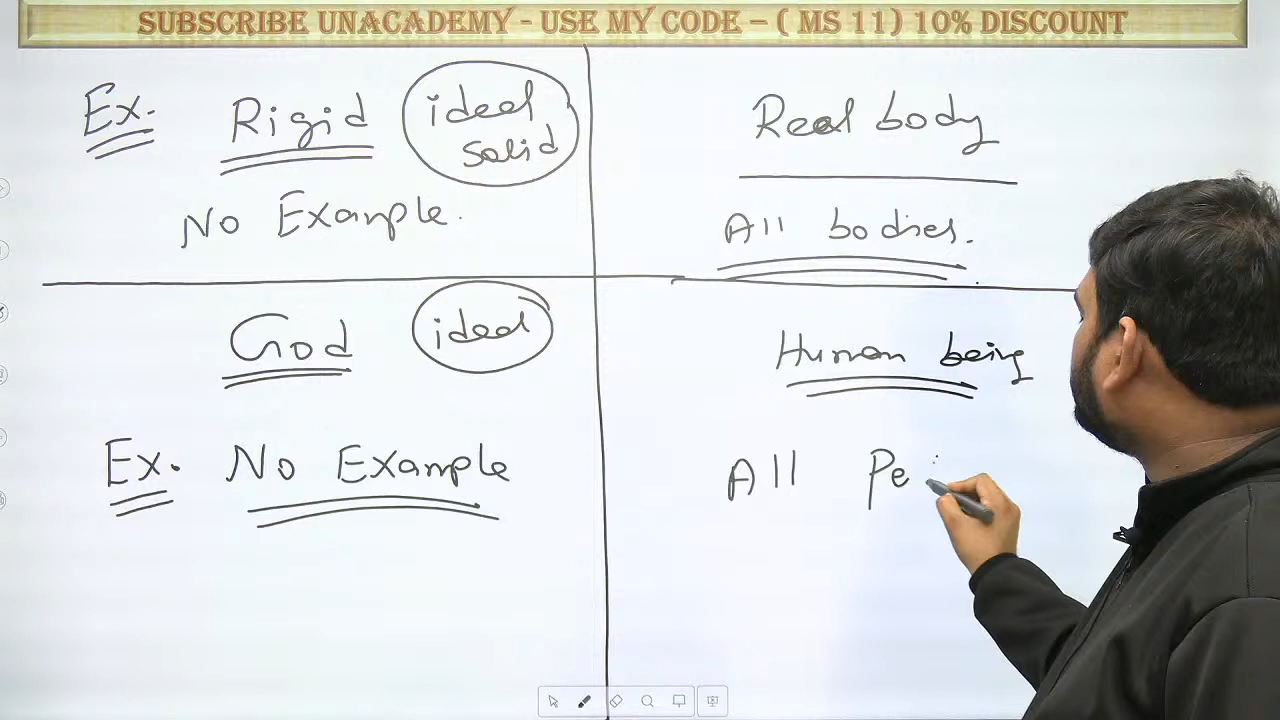 SUBSCRIBE UNACADEMY - USE MY CODE – ( MS 11) 10% DISCOUNT
Ex. Rigid ideal solid
No Example.
Real body
All bodies.
God ideal
Ex. No Example
Human being
All Pe